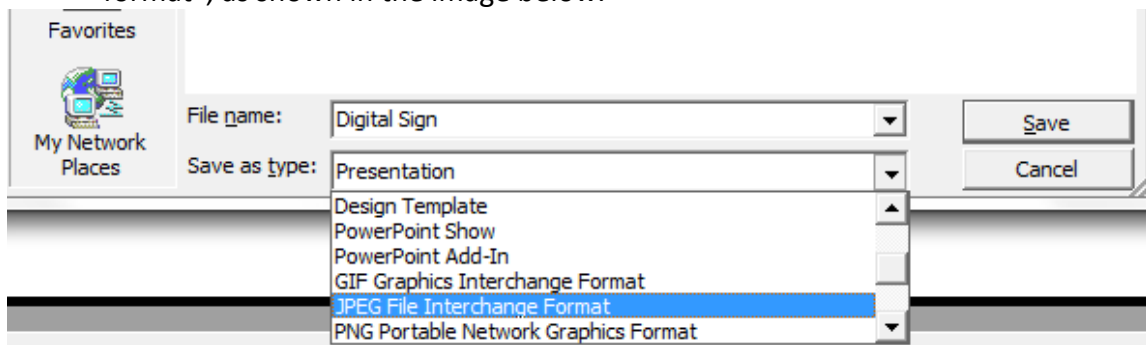 Favorites
My Network
Places
File name:
Digital Sign
Save
Save as type:
Presentation
Cancel
Design Template
PowerPoint Show
PowerPoint Add-In
GIF Graphics Interchange Format
JPEG File Interchange Format
PNG Portable Network Graphics Format